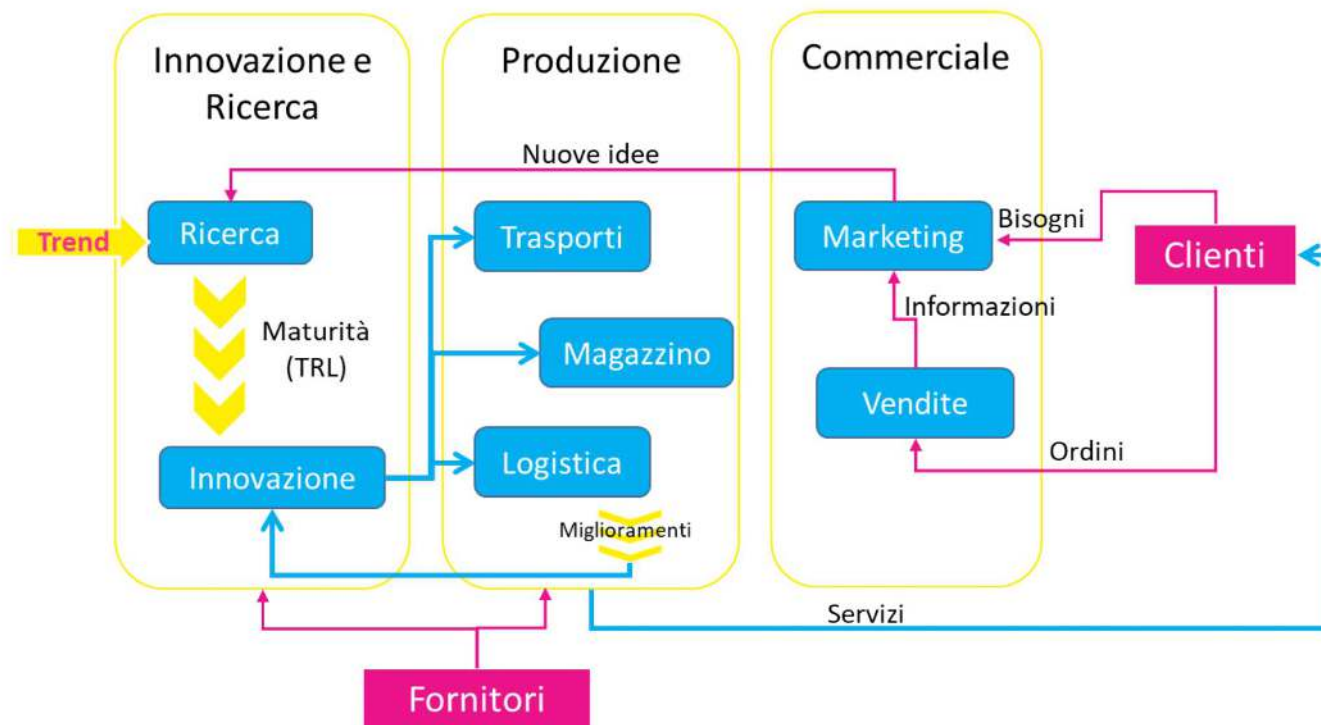 Innovazione e
Ricerca
Produzione
Commerciale
Nuove idee
Trend
Ricerca
Trasporti
Marketing
Bisogni
Clienti
Informazioni
Maturità
(TRL)
Magazzino
Vendite
Ordini
Innovazione
Logistica
Miglioramenti
Servizi
Fornitori